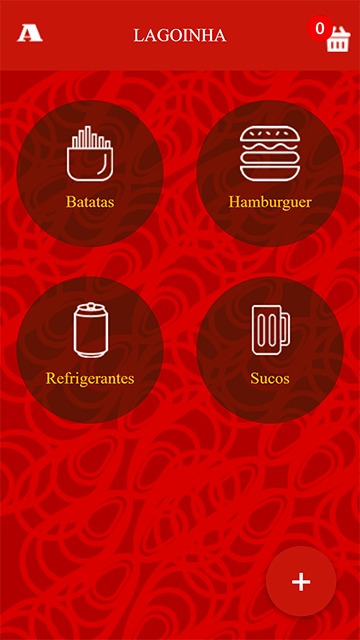 A
LAGOINHA
0
Batatas
Hamburguer
Refrigerantes
Sucos
+